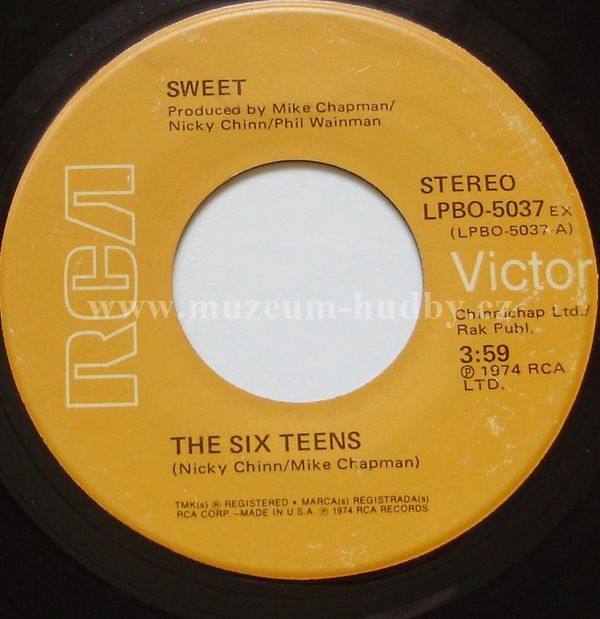 SWEET
Produced by Mike Chapman/
Nicky Chinn/Phil Wainman
RCA
STEREO
LPBO-5037 EX
(LPBO-5037-A)
Victor
www.muzeum-hudby.cz
Chinnichap Ltd./
Rak Publ.
3:59
℗ 1974 RCA
LTD.
THE SIX TEENS
(Nicky Chinn/Mike Chapman)
TMK(s) ® REGISTERED • MARCA(s) REGISTRADA(s)
RCA CORP.–MADE IN U.S.A. ℗ 1974 RCA RECORDS